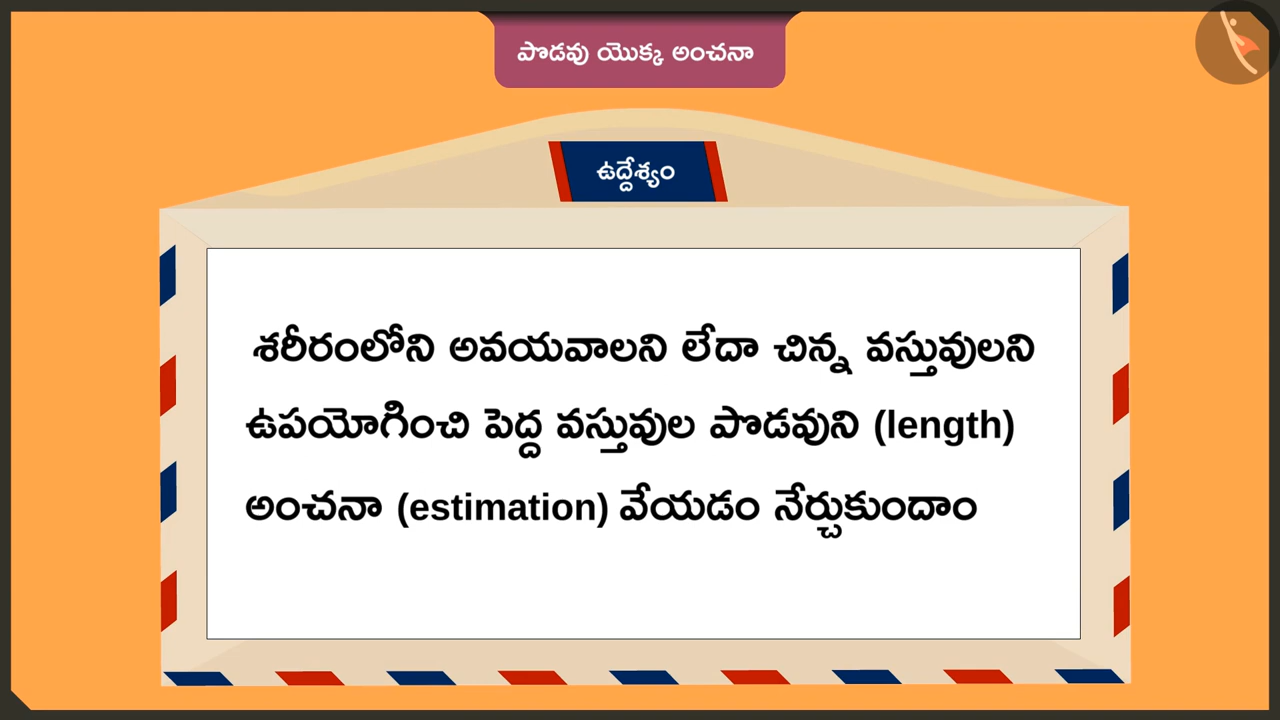 పొడవు యొక్క అంచనా
ఉద్దేశ్యం
శరీరంలోని అవయవాలని లేదా చిన్న వస్తువులని
ఉపయోగించి పెద్ద వస్తువుల పొడవుని (length)
అంచనా (estimation) వేయడం నేర్చుకుందాం